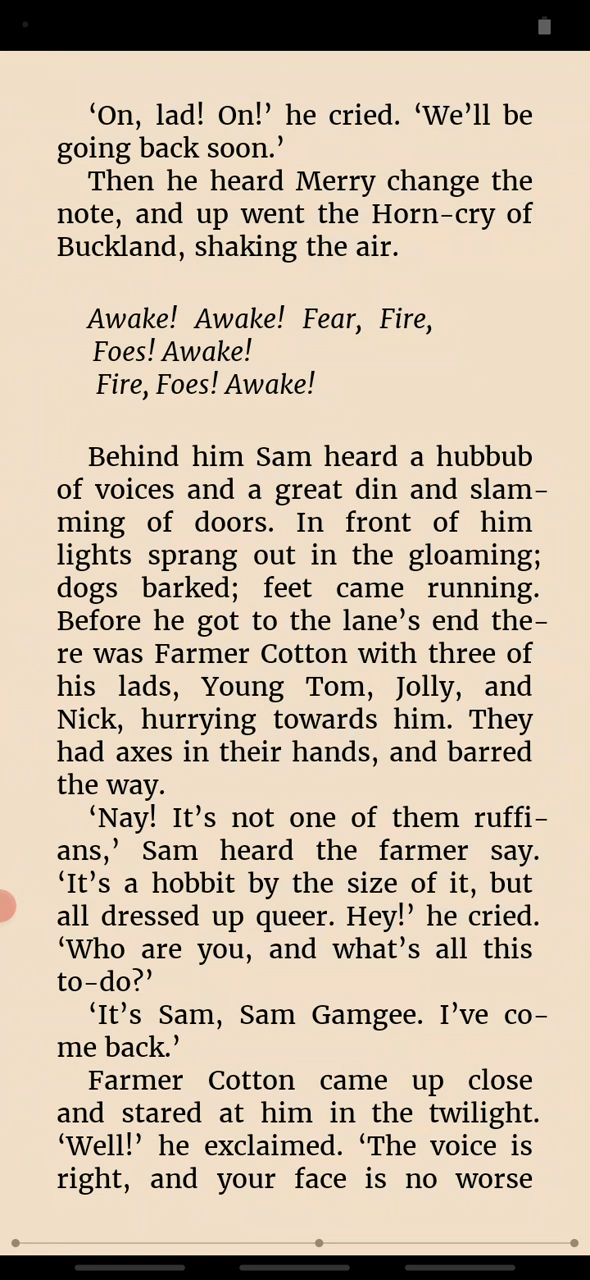 ‘On, lad! On!’ he cried. ‘We’ll be
going back soon.’
Then he heard Merry change the
note, and up went the Horn-cry of
Buckland, shaking the air.
Awake! Awake! Fear, Fire,
Foes! Awake!
Fire, Foes! Awake!
Behind him Sam heard a hubbub
of voices and a great din and slam-
ming of doors. In front of him
lights sprang out in the gloaming;
dogs barked; feet came running.
Before he got to the lane’s end the-
re was Farmer Cotton with three of
his lads, Young Tom, Jolly, and
Nick, hurrying towards him. They
had axes in their hands, and barred
the way.
‘Nay! It’s not one of them ruffi-
ans,’ Sam heard the farmer say.
‘It’s a hobbit by the size of it, but
all dressed up queer. Hey!’ he cried.
‘Who are you, and what’s all this
to-do?’
‘It’s Sam, Sam Gamgee. I’ve co-
me back.’
Farmer Cotton came up close
and stared at him in the twilight.
‘Well!’ he exclaimed. ‘The voice is
right, and your face is no worse